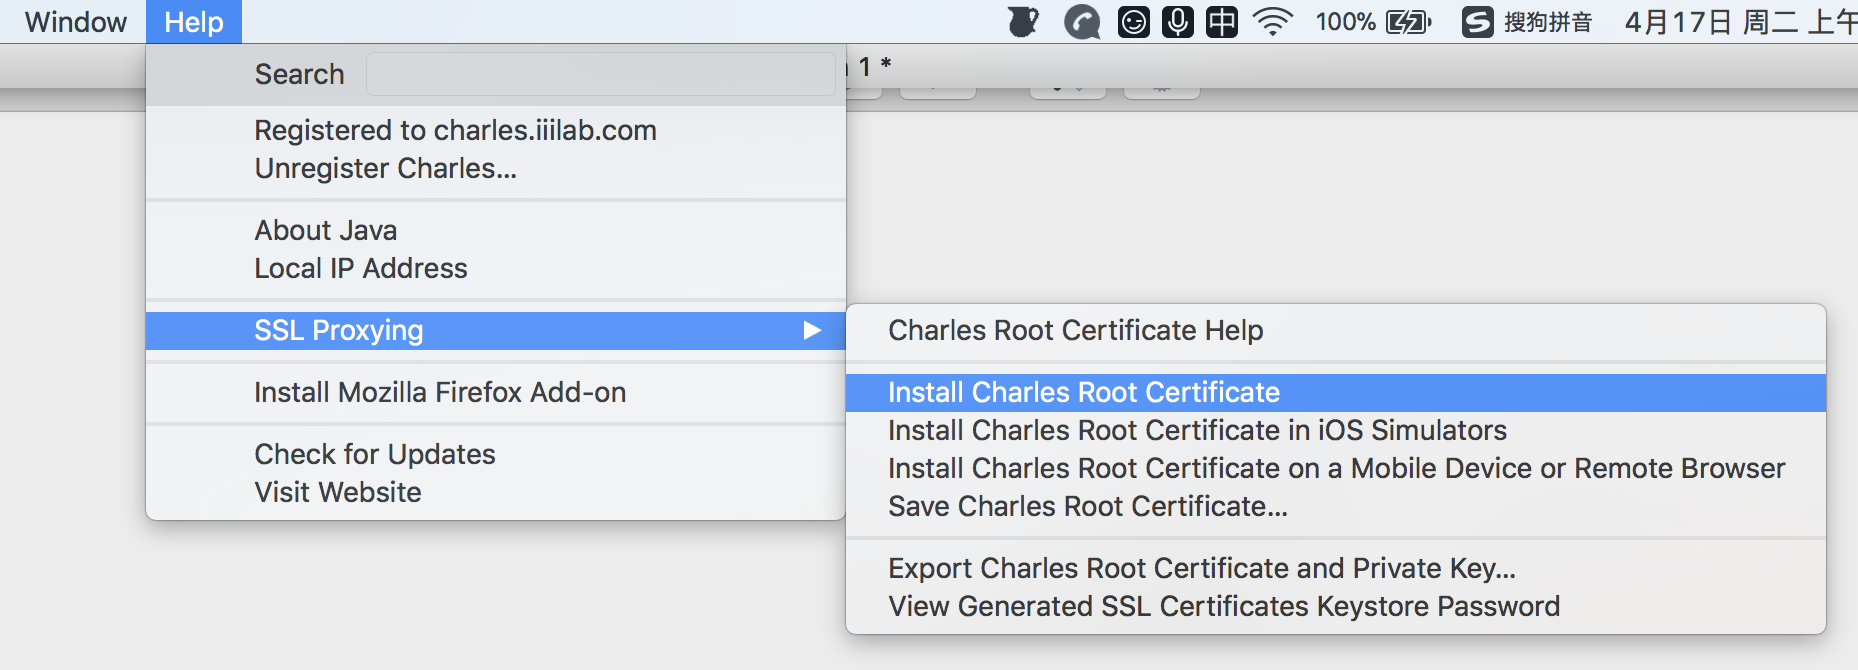 Window Help 中 100% 搜狗拼音 4月17日 周二 上午
1 *
Search
Registered to charles.iiilab.com
Unregister Charles...
About Java
Local IP Address
SSL Proxying
Install Mozilla Firefox Add-on
Check for Updates
Visit Website
Charles Root Certificate Help
Install Charles Root Certificate
Install Charles Root Certificate in iOS Simulators
Install Charles Root Certificate on a Mobile Device or Remote Browser
Save Charles Root Certificate...
Export Charles Root Certificate and Private Key...
View Generated SSL Certificates Keystore Password